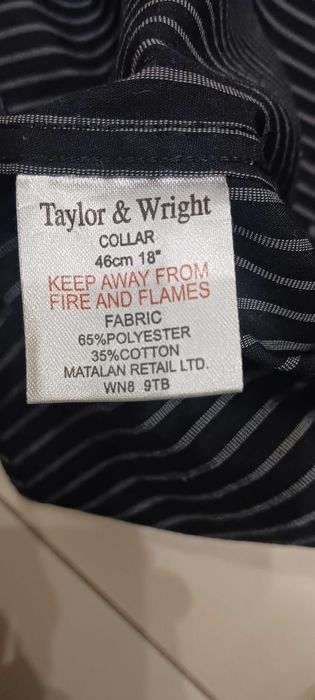 Taylor & Wright
COLLAR
46cm 18"
KEEP AWAY FROM
FIRE AND FLAMES
FABRIC
65%POLYESTER
35%COTTON
MATALAN RETAIL LTD.
WN8 9TB